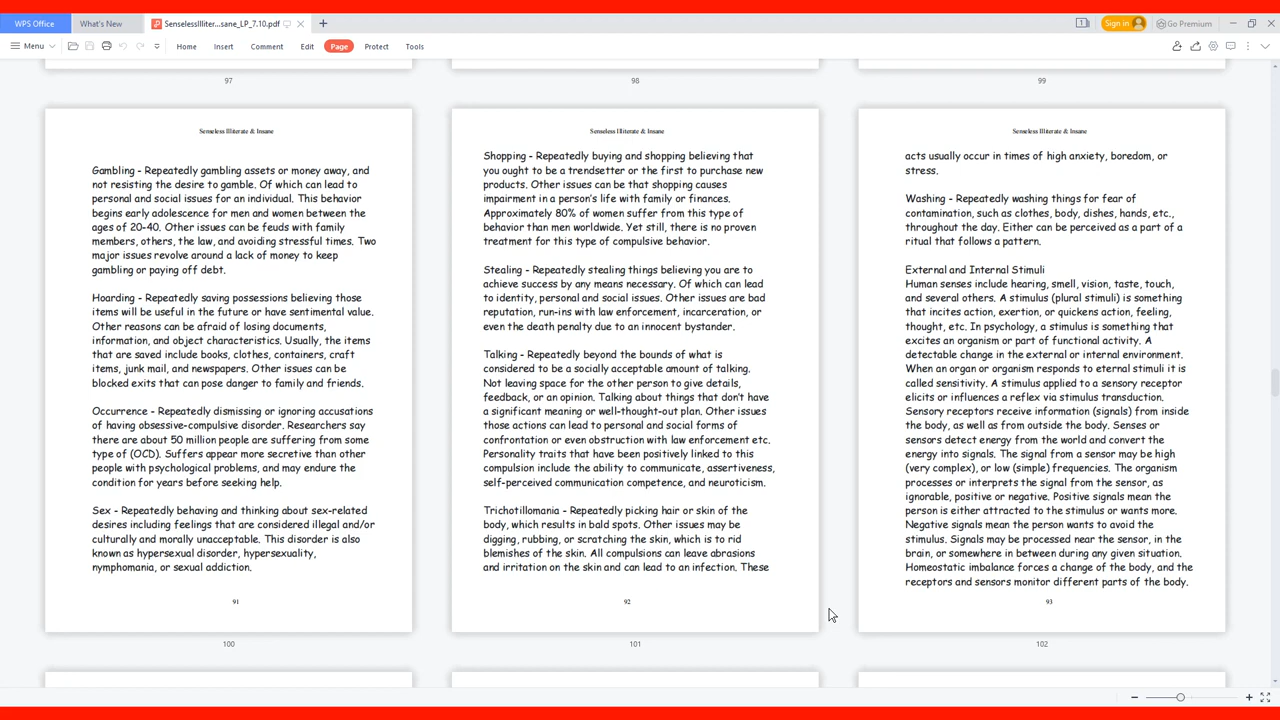 WPS Office
What's New
SenselessIlliter...sane_LP_7.10.pdf
1
Sign in
Go Premium
Menu
Home
Insert
Comment
Edit
Page
Protect
Tools
97
98
99
Senseless Illiterate & Insane
Gambling - Repeatedly gambling assets or money away, and
not resisting the desire to gamble. Of which can lead to
personal and social issues for an individual. This behavior
begins early adolescence for men and women between the
ages of 20-40. Other issues can be feuds with family
members, others, the law, and avoiding stressful times. Two
major issues revolve around a lack of money to keep
gambling or paying off debt.
Hoarding - Repeatedly saving possessions believing those
items will be useful in the future or have sentimental value.
Other reasons can be afraid of losing documents,
information, and object characteristics. Usually, the items
that are saved include books, clothes, containers, craft
items, junk mail, and newspapers. Other issues can be
blocked exits that can pose danger to family and friends.
Occurrence - Repeatedly dismissing or ignoring accusations
of having obsessive-compulsive disorder. Researchers say
there are about 50 million people are suffering from some
type of (OCD). Suffers appear more secretive than other
people with psychological problems, and may endure the
condition for years before seeking help.
Sex - Repeatedly behaving and thinking about sex-related
desires including feelings that are considered illegal and/or
culturally and morally unacceptable. This disorder is also
known as hypersexual disorder, hypersexuality,
nymphomania, or sexual addiction.
91
100
Senseless Illiterate & Insane
Shopping - Repeatedly buying and shopping believing that
you ought to be a trendsetter or the first to purchase new
products. Other issues can be that shopping causes
impairment in a person's life with family or finances.
Approximately 80% of women suffer from this type of
behavior than men worldwide. Yet still, there is no proven
treatment for this type of compulsive behavior.
Stealing - Repeatedly stealing things believing you are to
achieve success by any means necessary. Of which can lead
to identity, personal and social issues. Other issues are bad
reputation, run-ins with law enforcement, incarceration, or
even the death penalty due to an innocent bystander.
Talking - Repeatedly beyond the bounds of what is
considered to be a socially acceptable amount of talking.
Not leaving space for the other person to give details,
feedback, or an opinion. Talking about things that don't have
a significant meaning or well-thought-out plan. Other issues
those actions can lead to personal and social forms of
confrontation or even obstruction with law enforcement etc.
Personality traits that have been positively linked to this
compulsion include the ability to communicate, assertiveness,
self-perceived communication competence, and neuroticism.
Trichotillomania - Repeatedly picking hair or skin of the
body, which results in bald spots. Other issues may be
digging, rubbing, or scratching the skin, which is to rid
blemishes of the skin. All compulsions can leave abrasions
and irritation on the skin and can lead to an infection. These
92
101
Senseless Illiterate & Insane
acts usually occur in times of high anxiety, boredom, or
stress.
Washing - Repeatedly washing things for fear of
contamination, such as clothes, body, dishes, hands, etc.,
throughout the day. Either can be perceived as a part of a
ritual that follows a pattern.
External and Internal Stimuli
Human senses include hearing, smell, vision, taste, touch,
and several others. A stimulus (plural stimuli) is something
that incites action, exertion, or quickens action, feeling,
thought, etc. In psychology, a stimulus is something that
excites an organism or part of functional activity. A
detectable change in the external or internal environment.
When an organ or organism responds to eternal stimuli it is
called sensitivity. A stimulus applied to a sensory receptor
elicits or influences a reflex via stimulus transduction.
Sensory receptors receive information (signals) from inside
the body, as well as from outside the body. Senses or
sensors detect energy from the world and convert the
energy into signals. The signal from a sensor may be high
(very complex), or low (simple) frequencies. The organism
processes or interprets the signal from the sensor, as
ignorable, positive or negative. Positive signals mean the
person is either attracted to the stimulus or wants more.
Negative signals mean the person wants to avoid the
stimulus. Signals may be processed near the sensor, in the
brain, or somewhere in between during any given situation.
Homeostatic imbalance forces a change of the body, and the
receptors and sensors monitor different parts of the body.
93
102